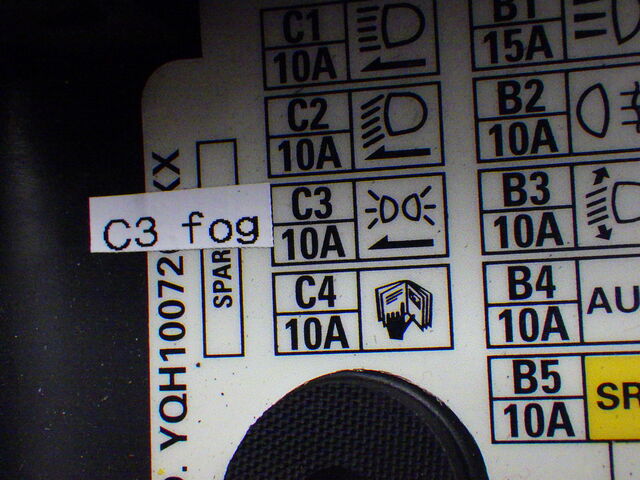 C1
10A
C2
10A
C3
10A
C4
10A
B1
15A
B2
10A
B3
10A
B4
10A
AU
B5
10A
SR
C3 fog
SPAR
YQH10072
XX